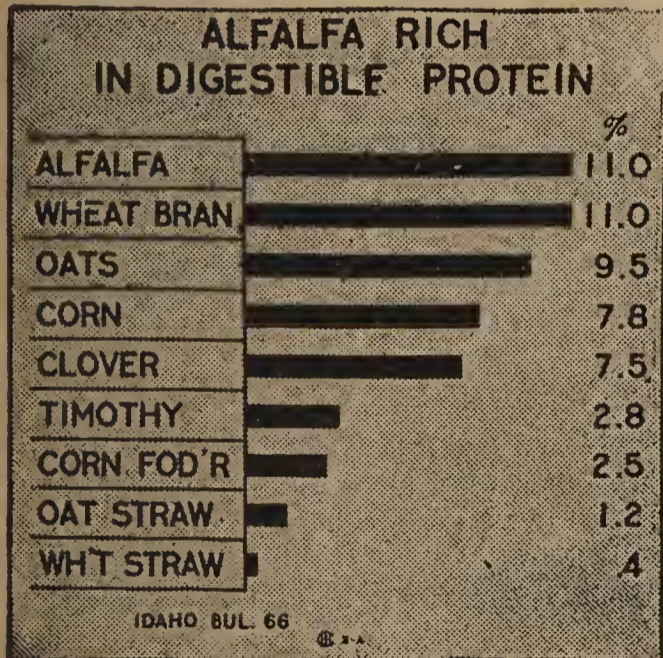 ALFALFA RICH
IN DIGESTIBLE PROTEIN
%
ALFALFA 11.0
WHEAT BRAN 11.0
OATS 9.5
CORN 7.8
CLOVER 7.5
TIMOTHY 2.8
CORN FOD'R 2.5
OAT STRAW 1.2
WH'T STRAW .4
IDAHO BUL. 66